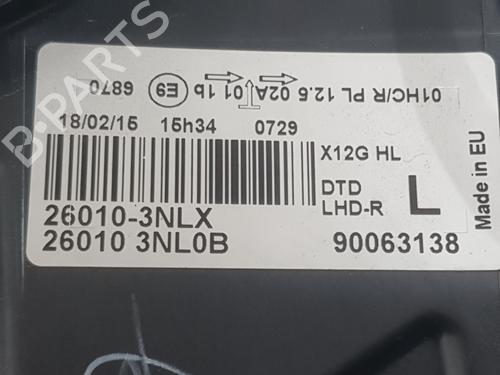 01HC/R PL 12.5 02A 01 1b E9 6870
18/02/15 15h34 0729
X12G HL
DTD
LHD-R L
26010-3NLX
26010 3NL0B 90063138
Made in EU
B-PARTS